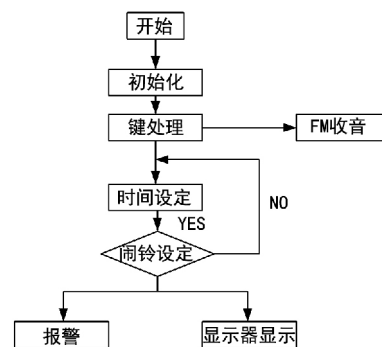 开始
初始化
键处理
FM收音
时间设定
YES
NO
闹铃设定
报警
显示器显示